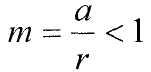 m = a/r < 1